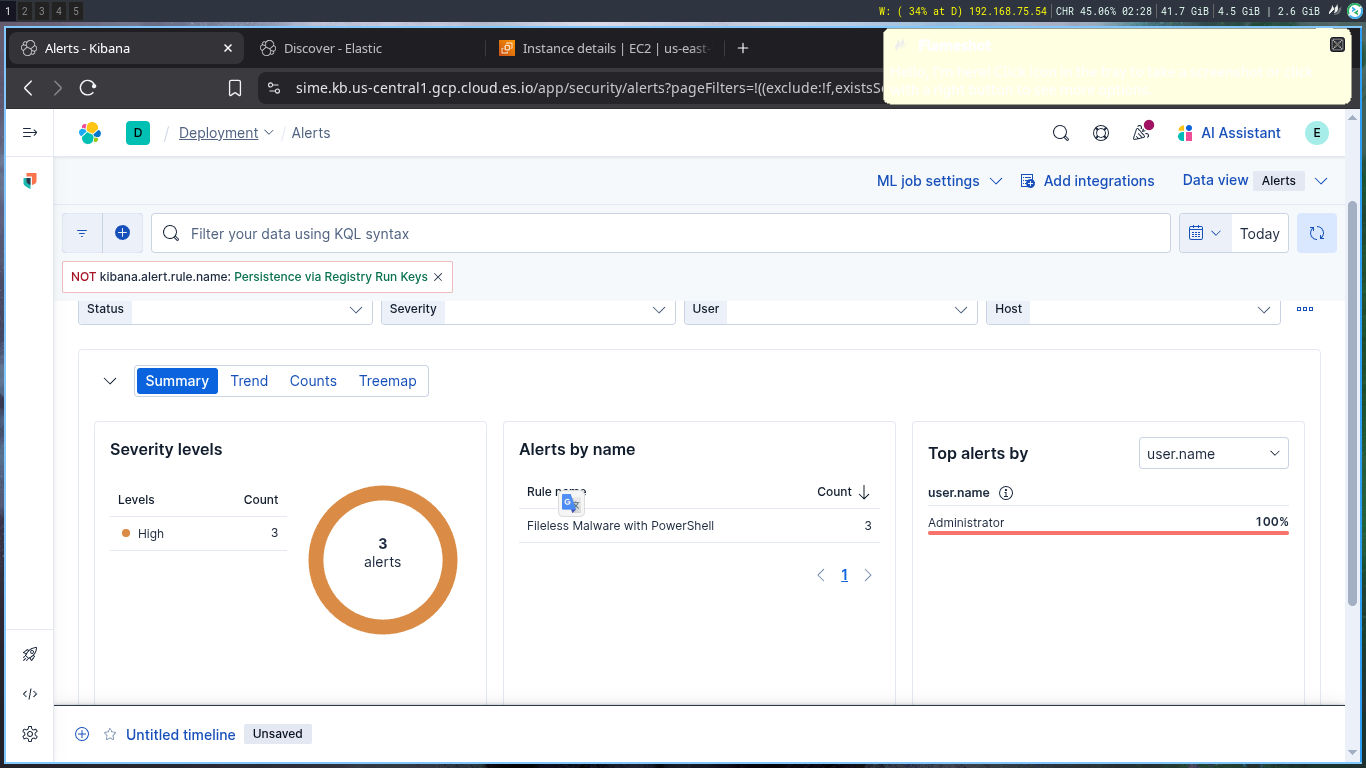 1 2 3 4 5 W: ( 34% at D) 192.168.75.54 CHR 45.06% 02:28 41.7 GiB 4.5 GiB | 2.6 GiB
Alerts - Kibana Discover - Elastic Instance details | EC2 | us-east-
sime.kb.us-central1.gcp.cloud.es.io/app/security/alerts?pageFilters=!((exclude:!f,existsS
D / Deployment / Alerts AI Assistant E
ML job settings Add integrations Data view Alerts
Filter your data using KQL syntax Today
NOT kibana.alert.rule.name: Persistence via Registry Run Keys
Status Severity User Host
Summary Trend Counts Treemap
Severity levels
Levels Count
High 3
3
alerts
Alerts by name
Rule name Count
Fileless Malware with PowerShell 3
1
Top alerts by user.name
user.name
Administrator 100%
Untitled timeline Unsaved